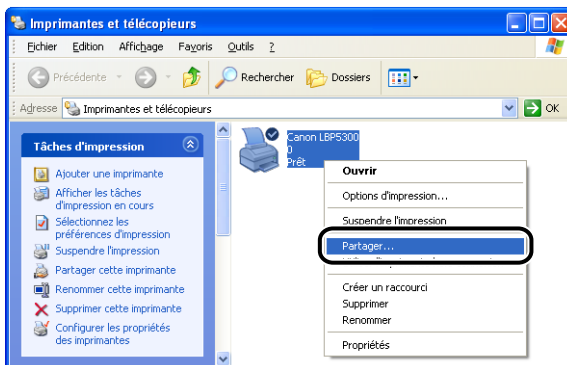 Imprimantes et télécopieurs
Fichier Edition Affichage Favoris Outils ?
Précédente Rechercher Dossiers
Adresse Imprimantes et télécopieurs OK
Tâches d'impression
Ajouter une imprimante
Afficher les tâches
d'impression en cours
Sélectionnez les
préférences d'impression
Suspendre l'impression
Partager cette imprimante
Renommer cette imprimante
Supprimer cette imprimante
Configurer les propriétés
des imprimantes
Canon LBP5300
0
Prêt
Ouvrir
Options d'impression...
Suspendre l'impression
Partager...
Créer un raccourci
Supprimer
Renommer
Propriétés